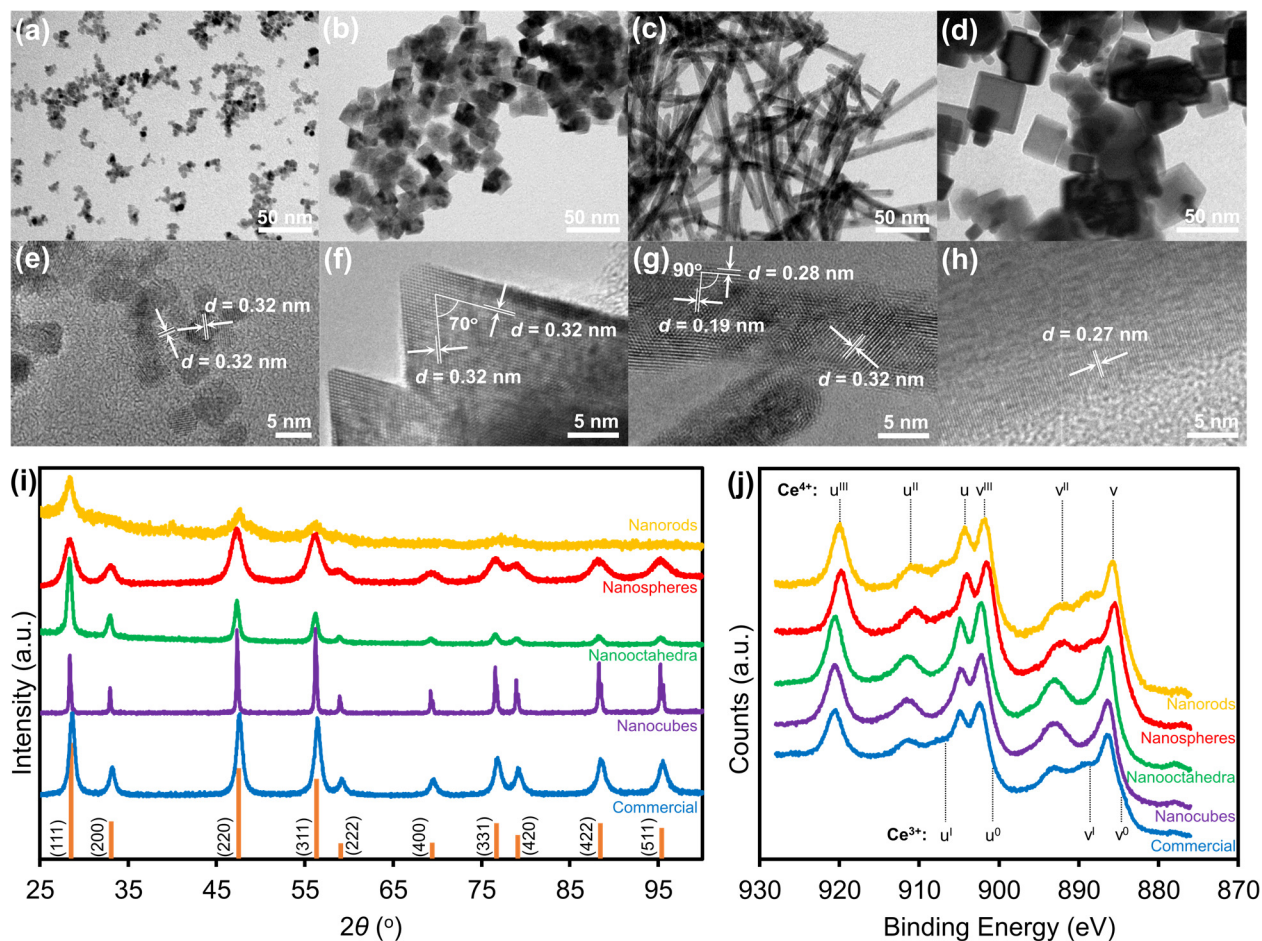 (a)
50 nm
(b)
50 nm
(c)
50 nm
(d)
50 nm
(e)
d = 0.32 nm
d = 0.32 nm
5 nm
(f)
70°
d = 0.32 nm
d = 0.32 nm
5 nm
(g)
90°
d = 0.28 nm
d = 0.19 nm
d = 0.32 nm
5 nm
(h)
d = 0.27 nm
5 nm
(i)
Intensity (a.u.)
Nanorods
Nanospheres
Nanooctahedra
Nanocubes
Commercial
(111)
(200)
(220)
(311)
(222)
(400)
(331)
(420)
(422)
(511)
25 35 45 55 65 75 85 95
2θ (°)
(j)
Counts (a.u.)
Ce⁴⁺: uᴵᴵᴵ uᴵᴵ u vᴵᴵᴵ vᴵᴵ v
Nanorods
Nanospheres
Nanooctahedra
Nanocubes
Commercial
Ce³⁺: uᴵ u⁰ vᴵ v⁰
930 920 910 900 890 880 870
Binding Energy (eV)